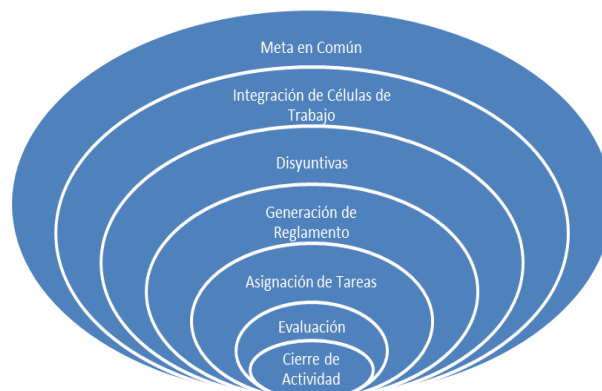 Meta en Común
Integración de Células de
Trabajo
Disyuntivas
Generación de
Reglamento
Asignación de Tareas
Evaluación
Cierre de
Actividad